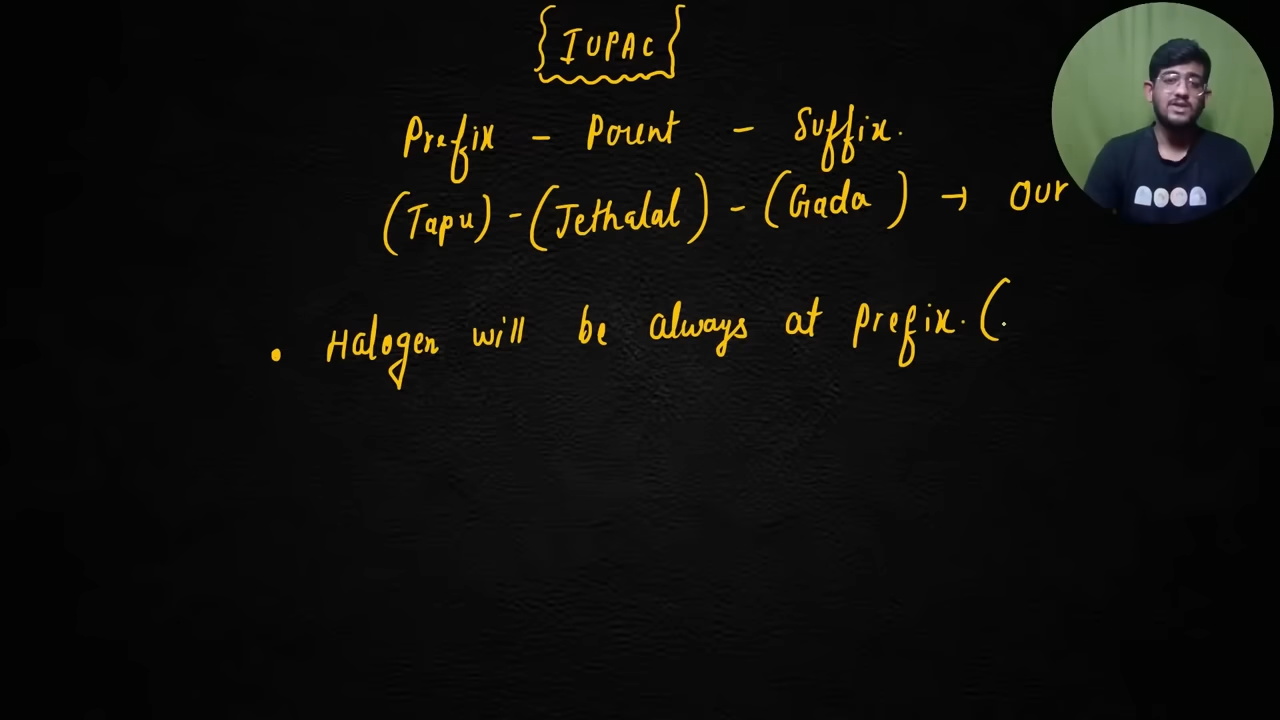 {IUPAC}
Prefix - Parent - Suffix.
(Tapu) - (Jethalal) - (Gada) → our
• Halogen will be always at prefix. (.